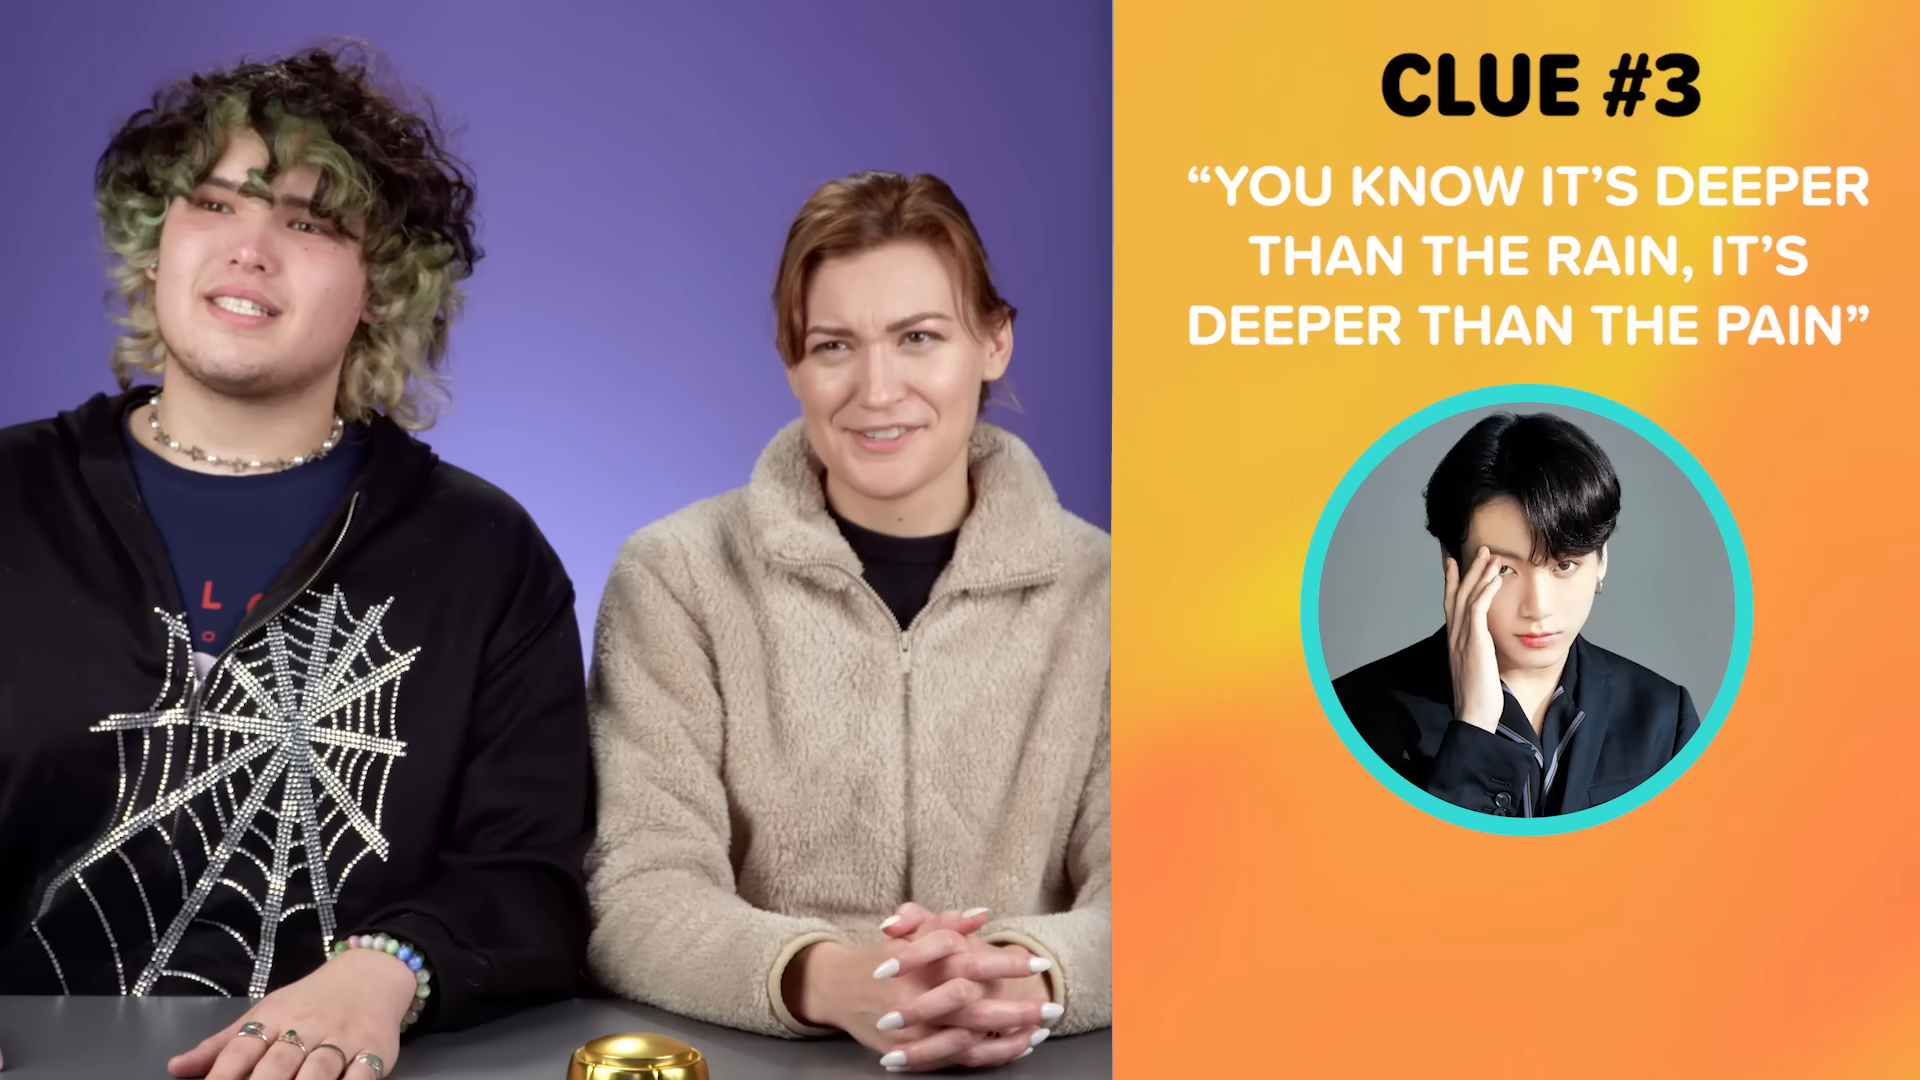 CLUE #3
“YOU KNOW IT’S DEEPER
THAN THE RAIN, IT’S
DEEPER THAN THE PAIN”
L